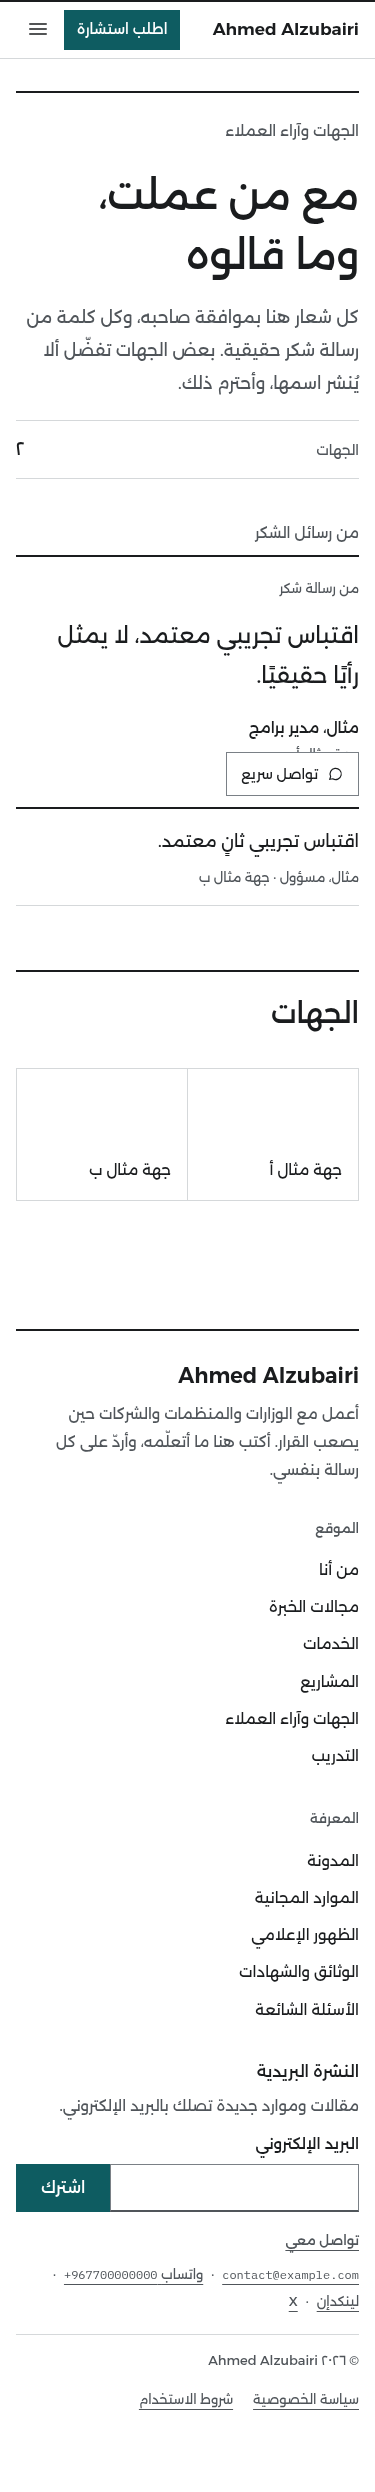 Ahmed Alzubairi
اطلب استشارة
الجهات وآراء العملاء
مع من عملت،
وما قالوه
كل شعار هنا بموافقة صاحبه، وكل كلمة من
رسالة شكر حقيقية. بعض الجهات تفضّل ألا
يُنشر اسمها، وأحترم ذلك.
الجهات ٢
من رسائل الشكر
من رسالة شكر
اقتباس تجريبي معتمد، لا يمثل
رأيًا حقيقيًا.
مثال، مدير برامج
تواصل سريع
اقتباس تجريبي ثانٍ معتمد.
مثال، مسؤول · جهة مثال ب
الجهات
جهة مثال أ
جهة مثال ب
Ahmed Alzubairi
أعمل مع الوزارات والمنظمات والشركات حين
يصعب القرار. أكتب هنا ما أتعلّمه، وأردّ على كل
رسالة بنفسي.
الموقع
من أنا
مجالات الخبرة
الخدمات
المشاريع
الجهات وآراء العملاء
التدريب
المعرفة
المدونة
الموارد المجانية
الظهور الإعلامي
الوثائق والشهادات
الأسئلة الشائعة
النشرة البريدية
مقالات وموارد جديدة تصلك بالبريد الإلكتروني.
البريد الإلكتروني
اشترك
تواصل معي
contact@example.com · واتساب +967700000000 ·
لينكدإن · X
© ٢٠٢٦ Ahmed Alzubairi
سياسة الخصوصية شروط الاستخدام